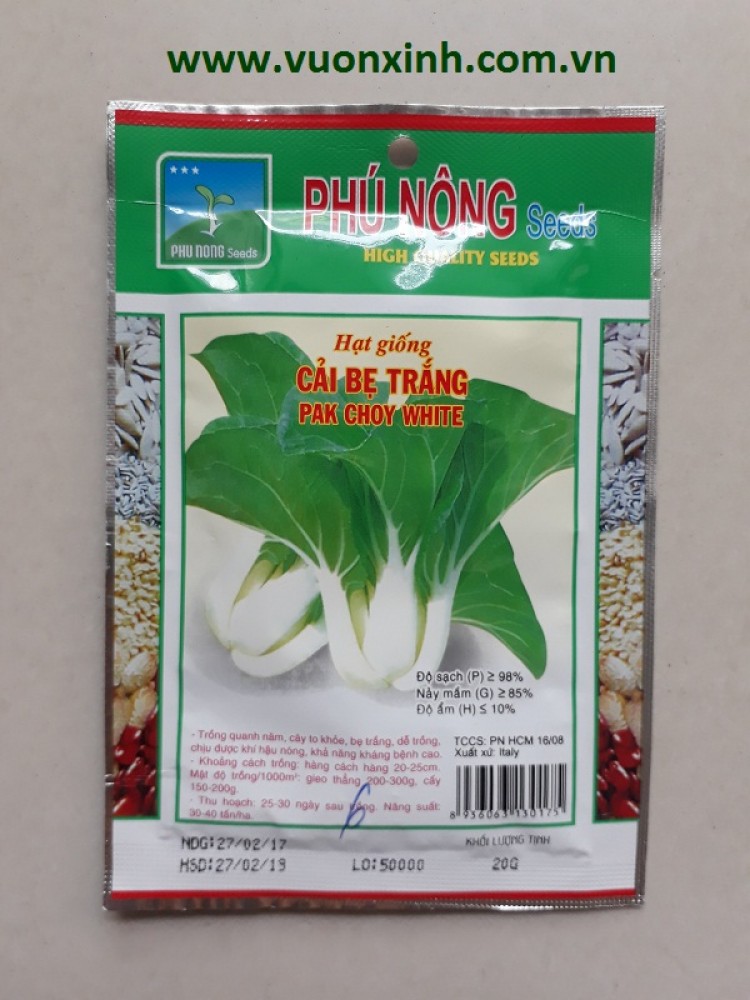 www.vuonxinh.com.vn
PHU NONG Seeds
PHÚ NÔNG Seeds
HIGH QUALITY SEEDS
Hạt giống
CẢI BẸ TRẮNG
PAK CHOY WHITE
Độ sạch (P) ≥ 98%
Nảy mầm (G) ≥ 85%
Độ ẩm (H) ≤ 10%
- Trồng quanh năm, cây to khỏe, bẹ trắng, dễ trồng,
chịu được khí hậu nóng, khả năng kháng bệnh cao.
- Khoảng cách trồng: hàng cách hàng 20-25cm.
Mật độ trồng/1000m²: gieo thẳng 200-300g, cấy
150-200g.
- Thu hoạch: 25-30 ngày sau trồng. Năng suất:
30-40 tấn/ha.
6
TCCS: PN HCM 16/08
Xuất xứ: Italy
8 936063 130175
NDG:27/02/17
HSD:27/02/19
LO:50000
KHỐI LƯỢNG TỊNH
20G